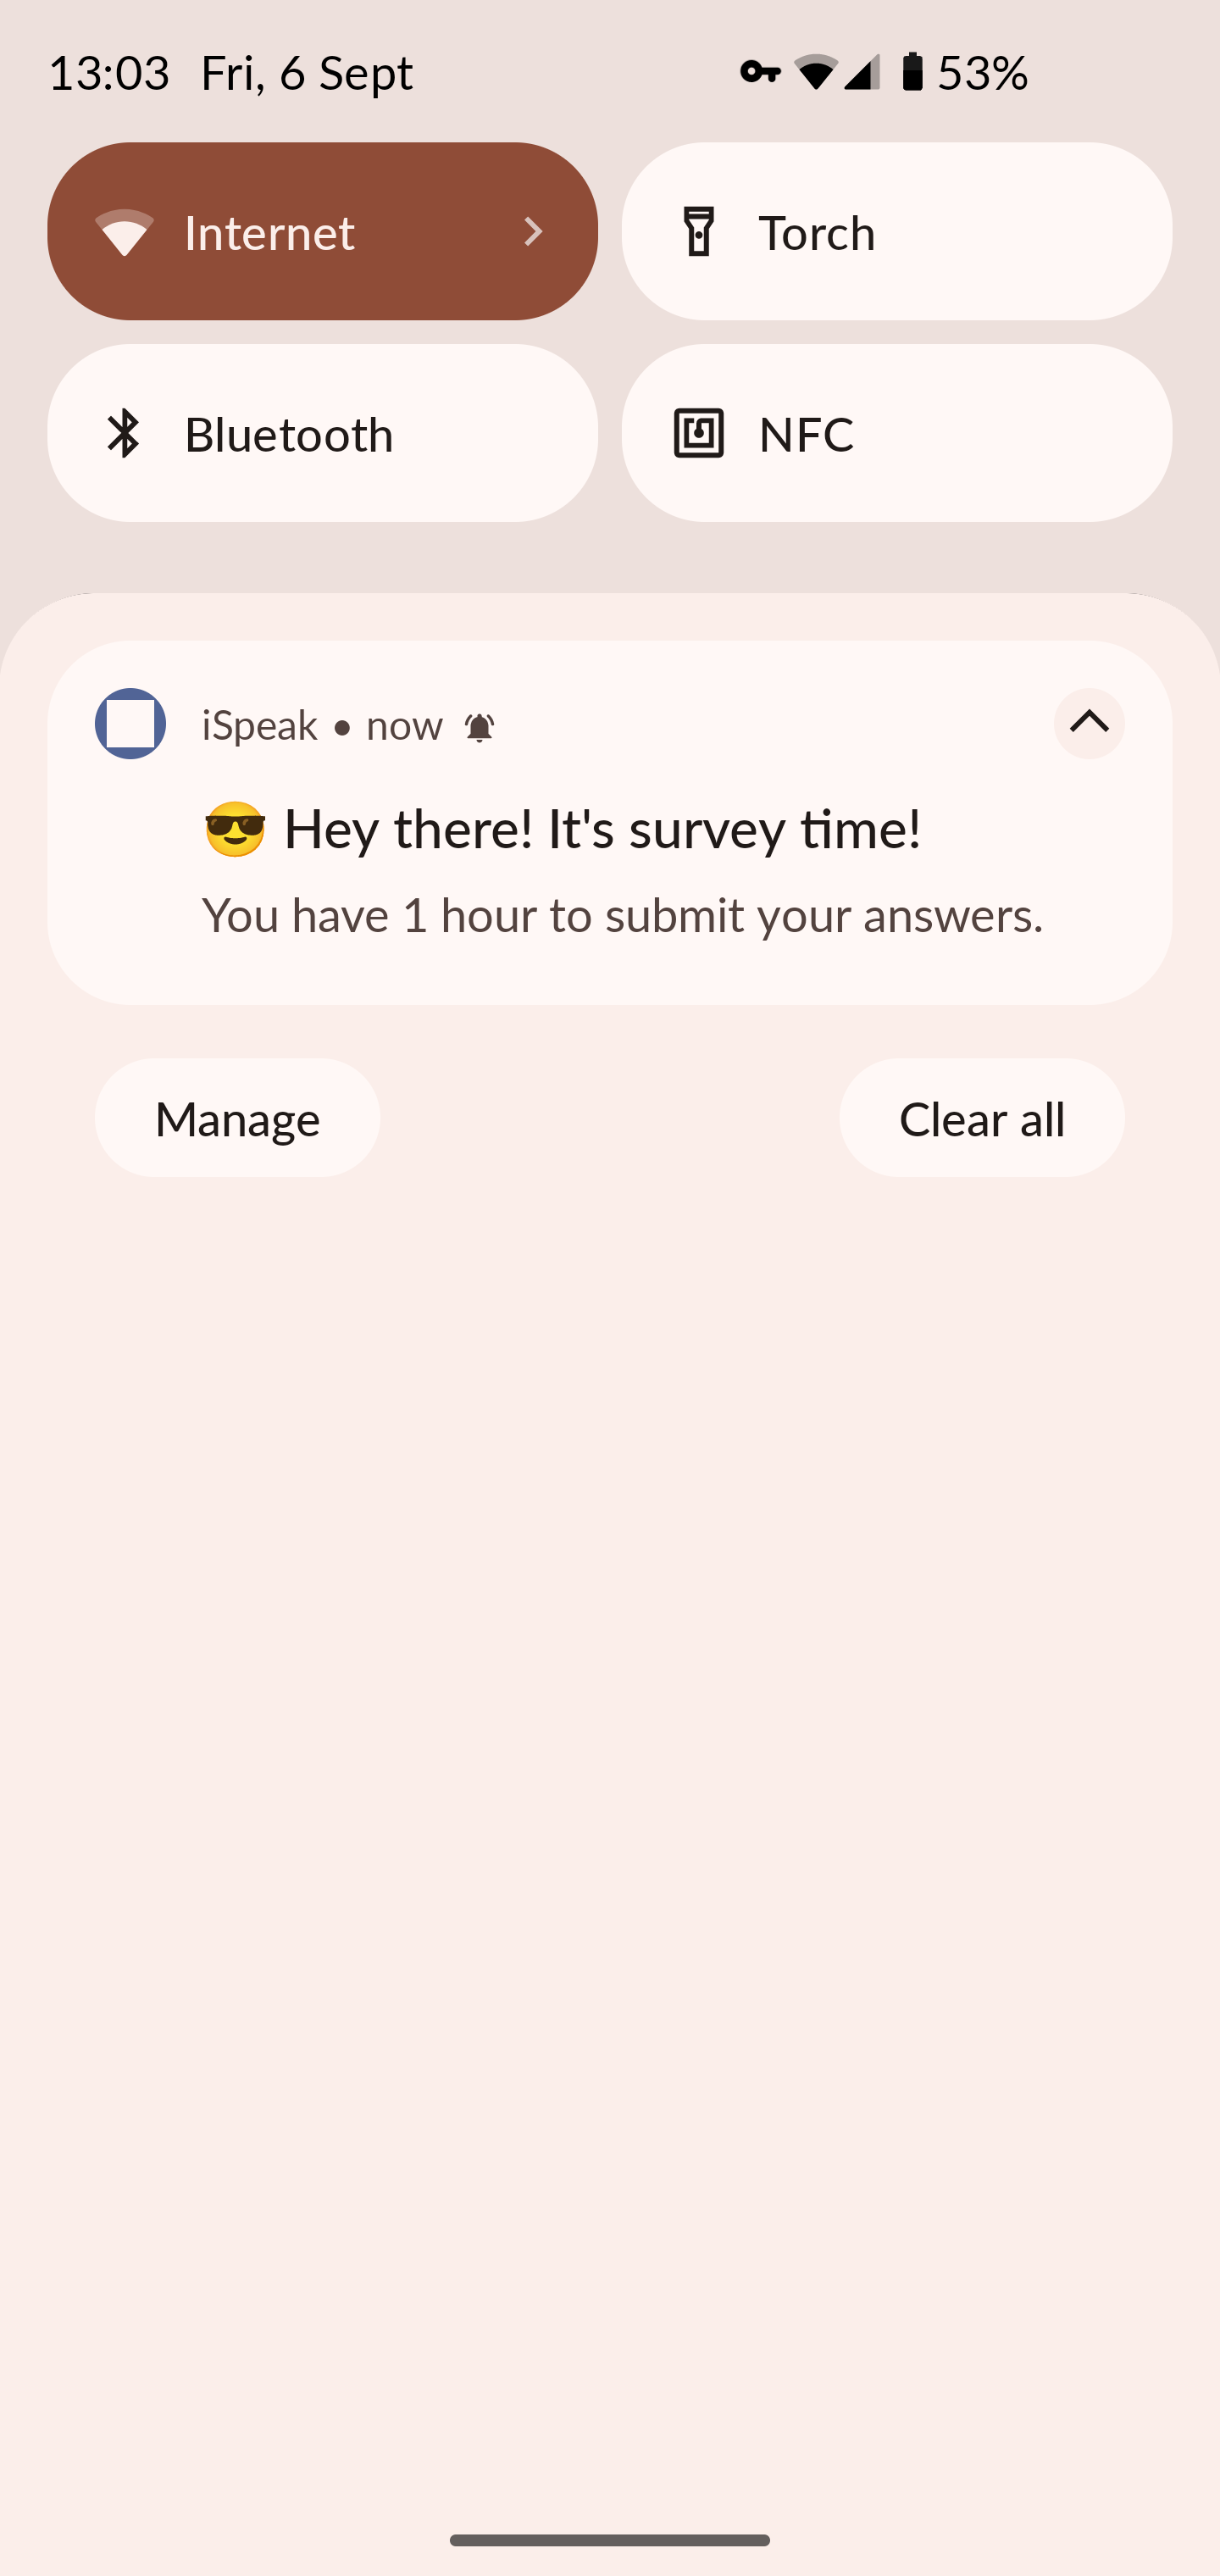 13:03 Fri, 6 Sept 53%
Internet Torch
Bluetooth NFC
iSpeak • now
😎 Hey there! It's survey time!
You have 1 hour to submit your answers.
Manage Clear all